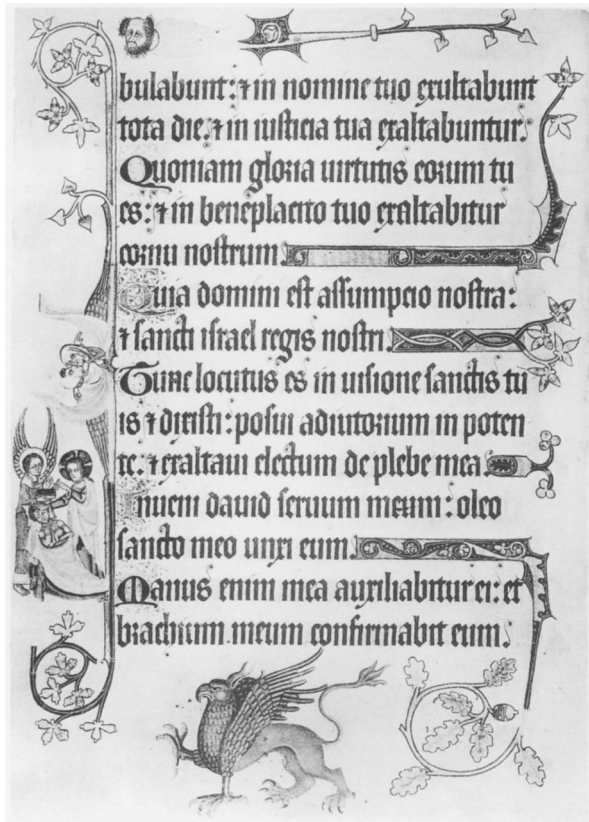 bulabunt: ⁊ in nomine tuo exultabunt
tota die. ⁊ in iusticia tua exaltabuntur.
Quoniam gloria uirtutis eorum tu
es: ⁊ in beneplacito tuo exaltabitur
cornu nostrum.
Quia domini est assumpcio nostra:
⁊ sancti israel regis nostri.
Tunc locutus es in uisione sanctis tu
is ⁊ dixisti: posui adiutorium in poten
te. ⁊ exaltaui electum de plebe mea.
Inueni dauid seruum meum: oleo
sancto meo unxi eum.
Manus enim mea auxiliabitur ei: et
brachium meum confirmabit eum.